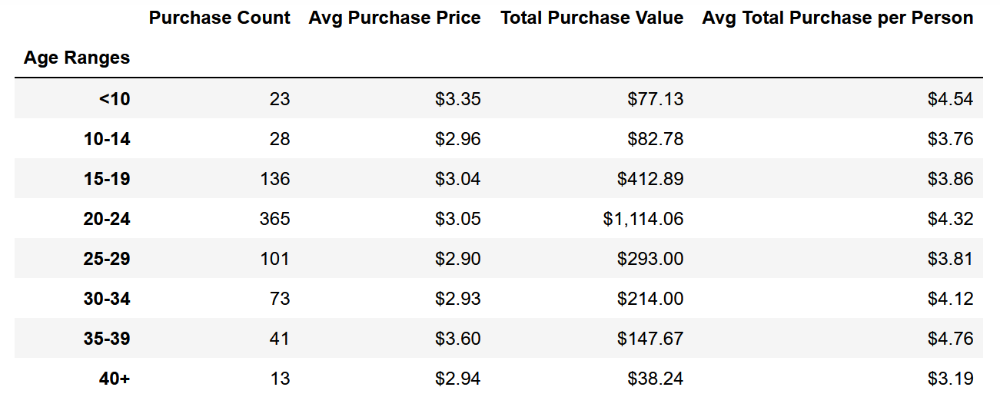 Purchase Count Avg Purchase Price Total Purchase Value Avg Total Purchase per Person
Age Ranges
<10 23 $3.35 $77.13 $4.54
10-14 28 $2.96 $82.78 $3.76
15-19 136 $3.04 $412.89 $3.86
20-24 365 $3.05 $1,114.06 $4.32
25-29 101 $2.90 $293.00 $3.81
30-34 73 $2.93 $214.00 $4.12
35-39 41 $3.60 $147.67 $4.76
40+ 13 $2.94 $38.24 $3.19